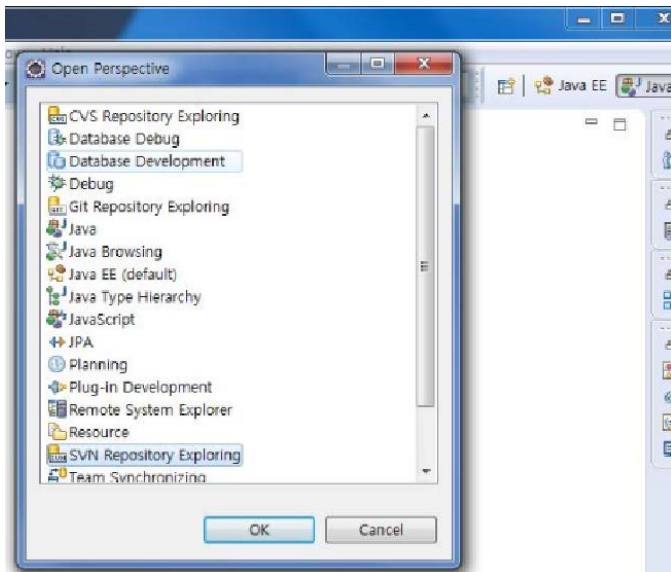 Open Perspective
Java EE
Java
CVS Repository Exploring
Database Debug
Database Development
Debug
Git Repository Exploring
Java
Java Browsing
Java EE (default)
Java Type Hierarchy
JavaScript
JPA
Planning
Plug-in Development
Remote System Explorer
Resource
SVN Repository Exploring
Team Synchronizing
OK
Cancel